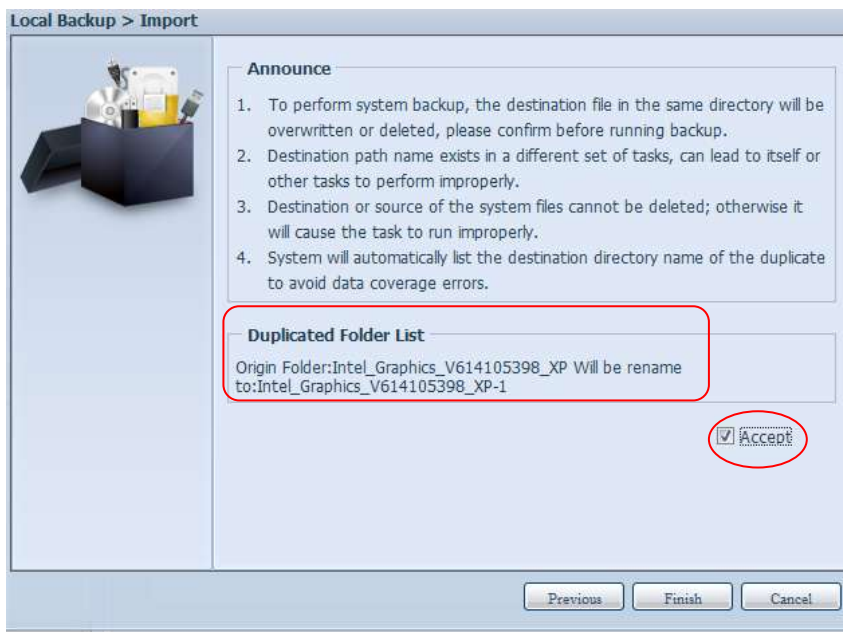 Local Backup > Import
Announce
1. To perform system backup, the destination file in the same directory will be
overwritten or deleted, please confirm before running backup.
2. Destination path name exists in a different set of tasks, can lead to itself or
other tasks to perform improperly.
3. Destination or source of the system files cannot be deleted; otherwise it
will cause the task to run improperly.
4. System will automatically list the destination directory name of the duplicate
to avoid data coverage errors.
Duplicated Folder List
Origin Folder:Intel_Graphics_V614105398_XP Will be rename
to:Intel_Graphics_V614105398_XP-1
Accept
Previous Finish Cancel